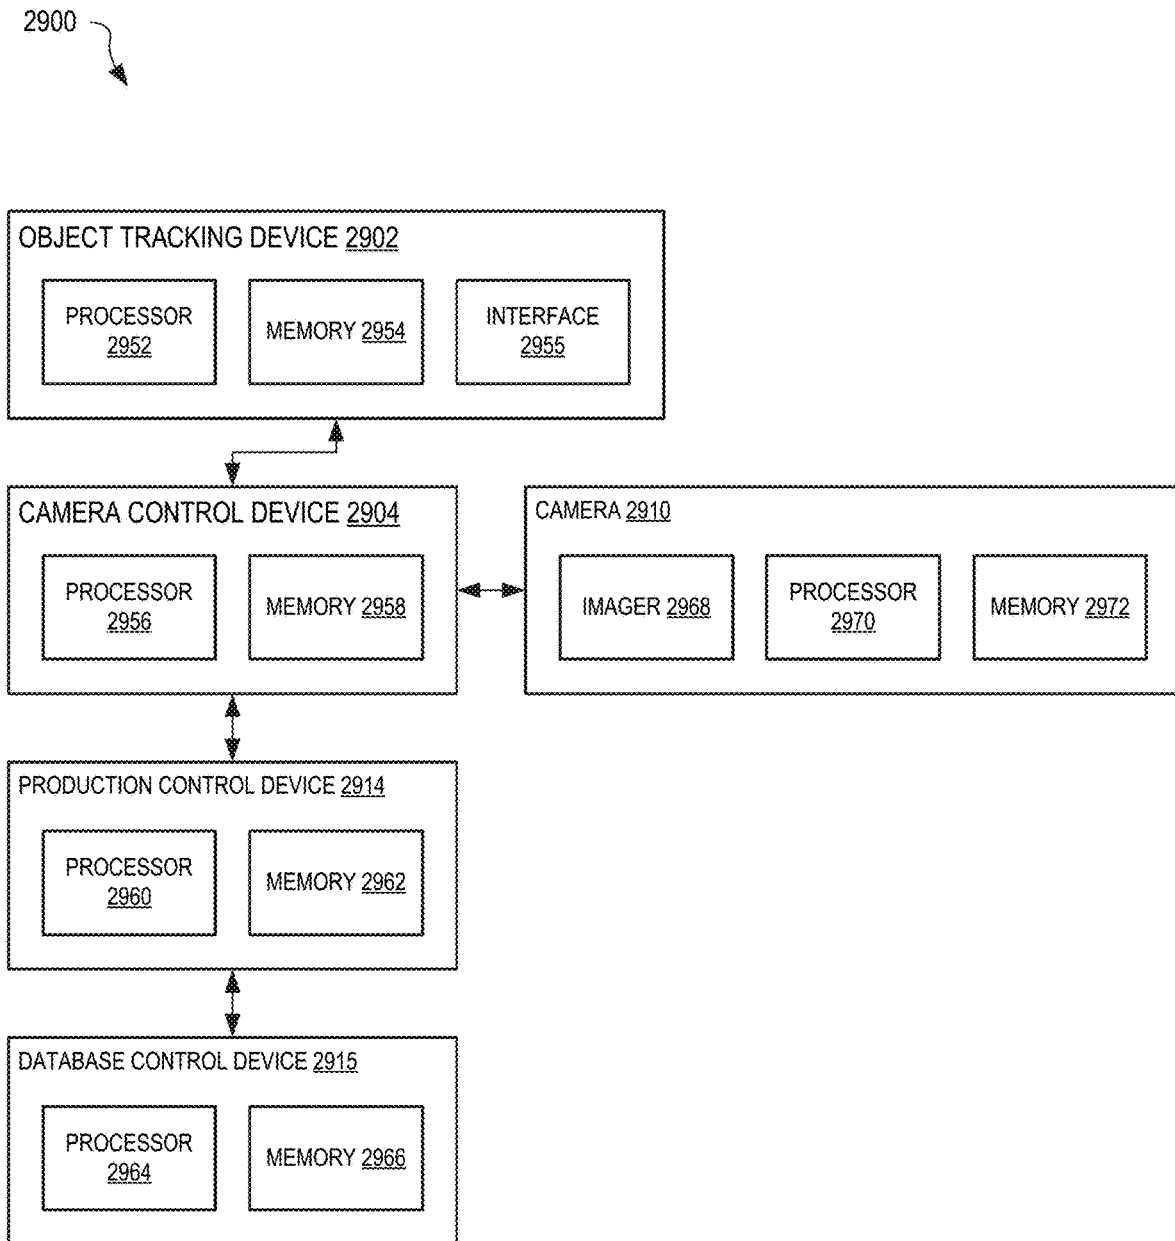 2900
OBJECT TRACKING DEVICE 2902
PROCESSOR
2952
MEMORY 2954
INTERFACE
2955
CAMERA CONTROL DEVICE 2904
PROCESSOR
2956
MEMORY 2958
CAMERA 2910
IMAGER 2968
PROCESSOR
2970
MEMORY 2972
PRODUCTION CONTROL DEVICE 2914
PROCESSOR
2960
MEMORY 2962
DATABASE CONTROL DEVICE 2915
PROCESSOR
2964
MEMORY 2966